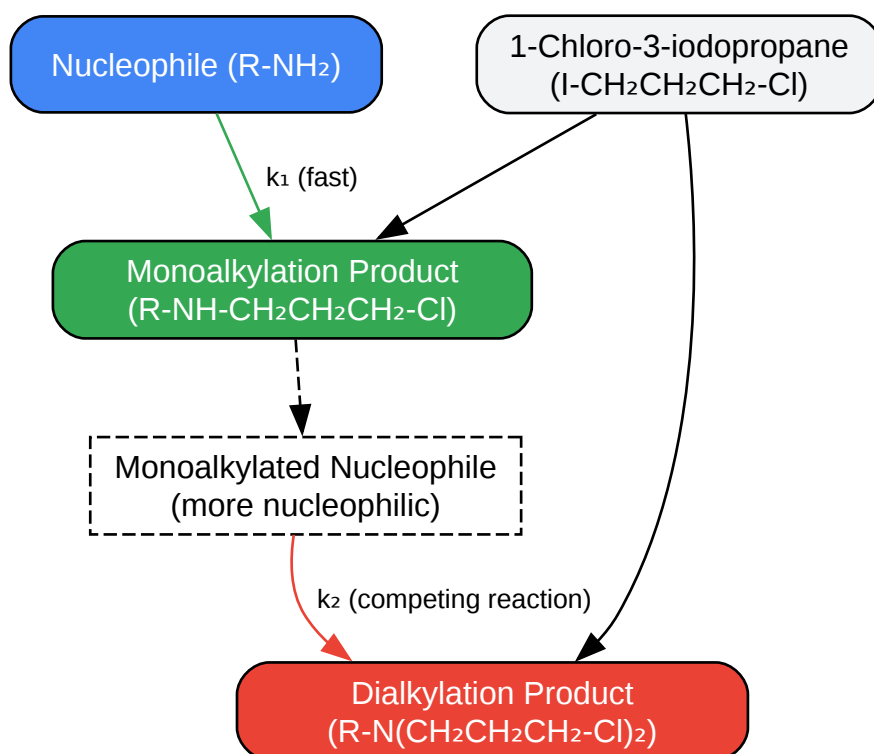 Nucleophile (R-NH₂)
1-Chloro-3-iodopropane
(I-CH₂CH₂CH₂-Cl)
k₁ (fast)
Monoalkylation Product
(R-NH-CH₂CH₂CH₂-Cl)
Monoalkylated Nucleophile
(more nucleophilic)
k₂ (competing reaction)
Dialkylation Product
(R-N(CH₂CH₂CH₂-Cl)₂)